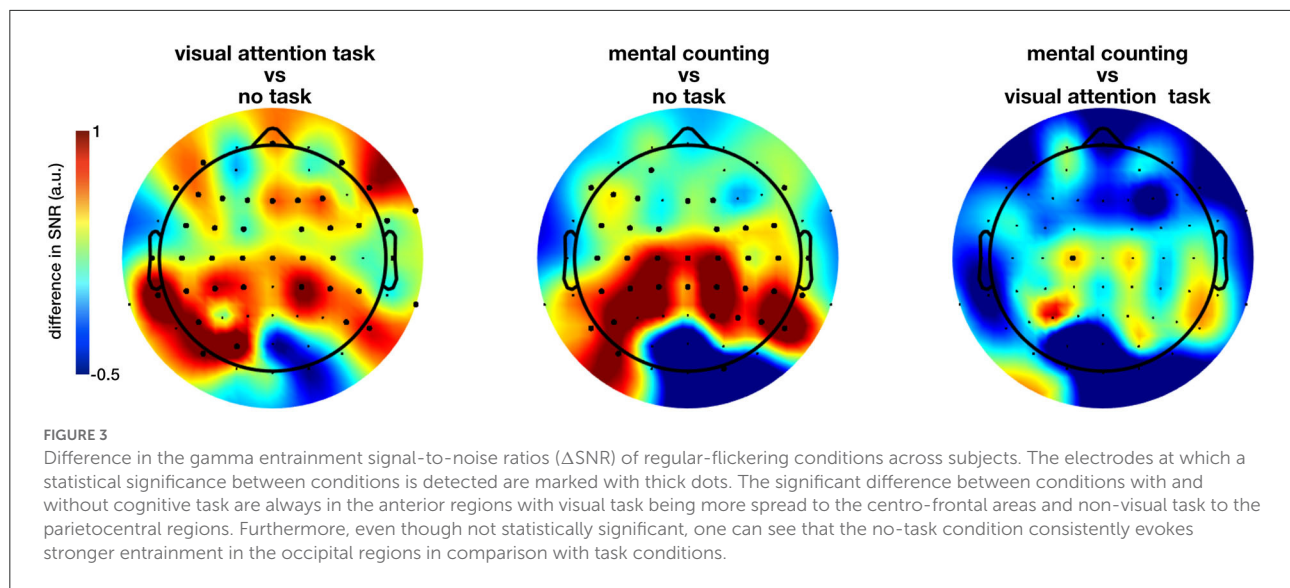 visual attention task
vs
no task
mental counting
vs
no task
mental counting
vs
visual attention task
1
difference in SNR (a.u.)
-0.5
FIGURE 3
Difference in the gamma entrainment signal-to-noise ratios (ΔSNR) of regular-flickering conditions across subjects. The electrodes at which a
statistical significance between conditions is detected are marked with thick dots. The significant difference between conditions with and
without cognitive task are always in the anterior regions with visual task being more spread to the centro-frontal areas and non-visual task to the
parietocentral regions. Furthermore, even though not statistically significant, one can see that the no-task condition consistently evokes
stronger entrainment in the occipital regions in comparison with task conditions.